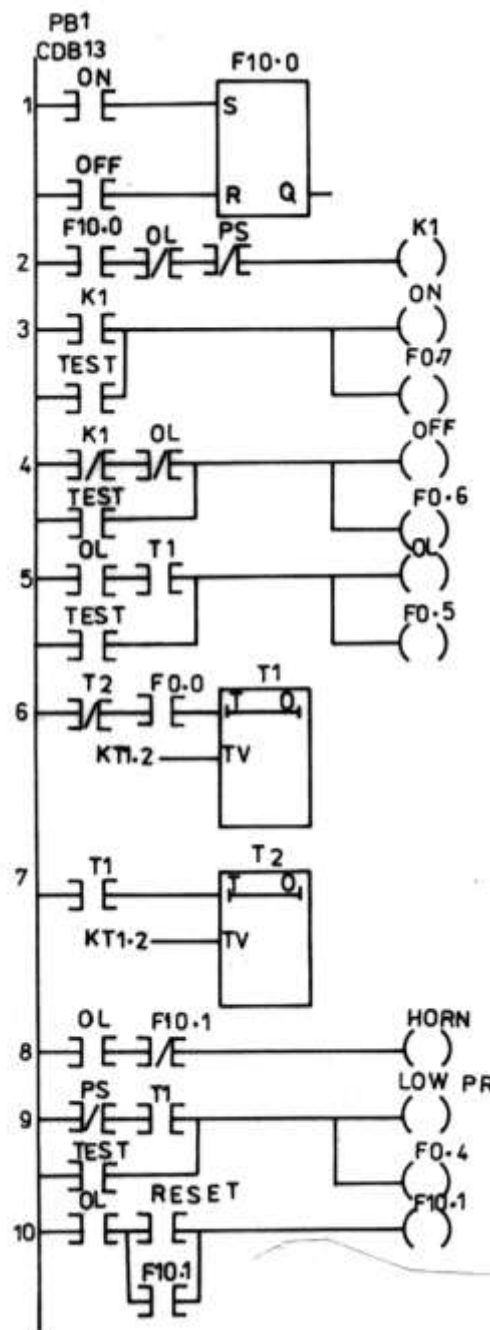 PB1
CDB13
ON
F10.0
1
S
OFF
R Q
F10.0 OL PS K1
2
K1 ON
3
TEST F0.7
K1 OL OFF
4
TEST F0.6
OL T1 OL
5
TEST F0.5
T2 F0.0 T1
6
T 0
KT1.2 TV
T1 T2
7
T 0
KT1.2 TV
OL F10.1 HORN
8
PS T1 LOW PR
9
TEST F0.4
OL RESET F10.1
10
F10.1